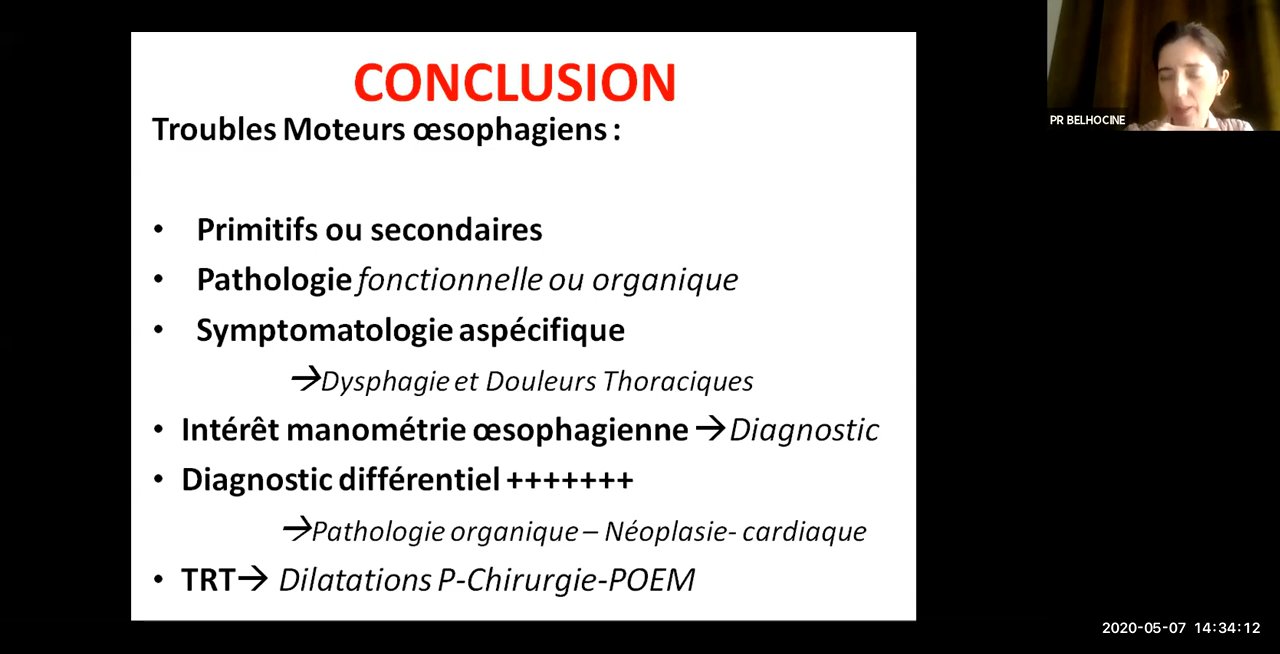 CONCLUSION
Troubles Moteurs œsophagiens :
• Primitifs ou secondaires
• Pathologie fonctionnelle ou organique
• Symptomatologie aspécifique
→Dysphagie et Douleurs Thoraciques
• Intérêt manométrie œsophagienne → Diagnostic
• Diagnostic différentiel +++++++
→Pathologie organique – Néoplasie- cardiaque
• TRT→ Dilatations P-Chirurgie-POEM
PR BELHOCINE
2020-05-07 14:34:12